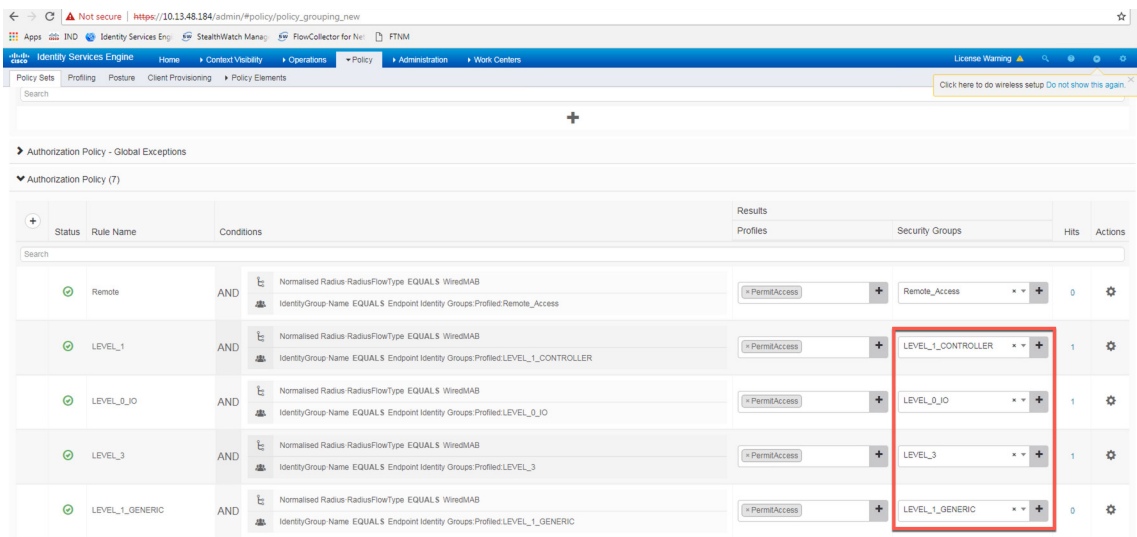 Not secure | https://10.13.48.184/admin/#policy/policy_grouping_new
Apps IND Identity Services Engi StealthWatch Manag FlowCollector for Net FTNM
cisco Identity Services Engine Home Context Visibility Operations Policy Administration Work Centers License Warning
Policy Sets Profiling Posture Client Provisioning Policy Elements
Click here to do wireless setup Do not show this again.
Search
Authorization Policy - Global Exceptions
Authorization Policy (7)
Results
Status Rule Name Conditions Profiles Security Groups Hits Actions
Search
Remote AND Normalised Radius·RadiusFlowType EQUALS WiredMAB
IdentityGroup·Name EQUALS Endpoint Identity Groups:Profiled:Remote_Access
× PermitAccess Remote_Access 0
LEVEL_1 AND Normalised Radius·RadiusFlowType EQUALS WiredMAB
IdentityGroup·Name EQUALS Endpoint Identity Groups:Profiled:LEVEL_1_CONTROLLER
× PermitAccess LEVEL_1_CONTROLLER 1
LEVEL_0_IO AND Normalised Radius·RadiusFlowType EQUALS WiredMAB
IdentityGroup·Name EQUALS Endpoint Identity Groups:Profiled:LEVEL_0_IO
× PermitAccess LEVEL_0_IO 1
LEVEL_3 AND Normalised Radius·RadiusFlowType EQUALS WiredMAB
IdentityGroup·Name EQUALS Endpoint Identity Groups:Profiled:LEVEL_3
× PermitAccess LEVEL_3 1
LEVEL_1_GENERIC AND Normalised Radius·RadiusFlowType EQUALS WiredMAB
IdentityGroup·Name EQUALS Endpoint Identity Groups:Profiled:LEVEL_1_GENERIC
× PermitAccess LEVEL_1_GENERIC 0